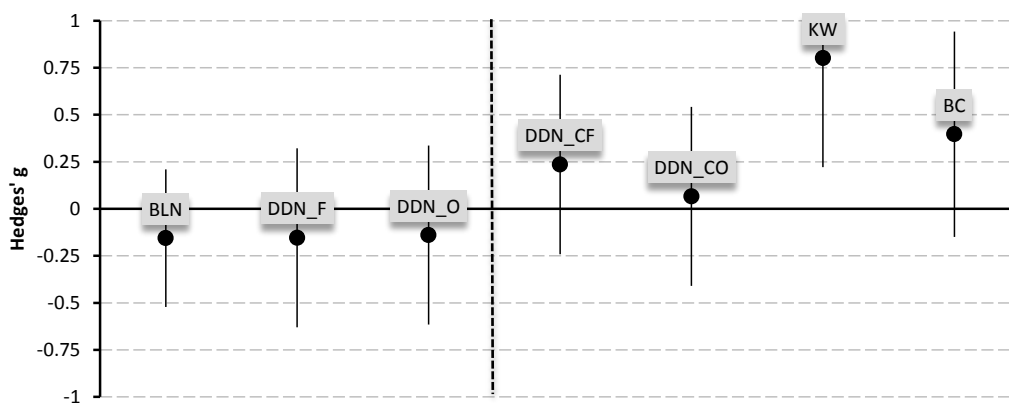 Hedges' g
1
0.75
0.5
0.25
0
-0.25
-0.5
-0.75
-1
BLN
DDN_F
DDN_O
DDN_CF
DDN_CO
KW
BC